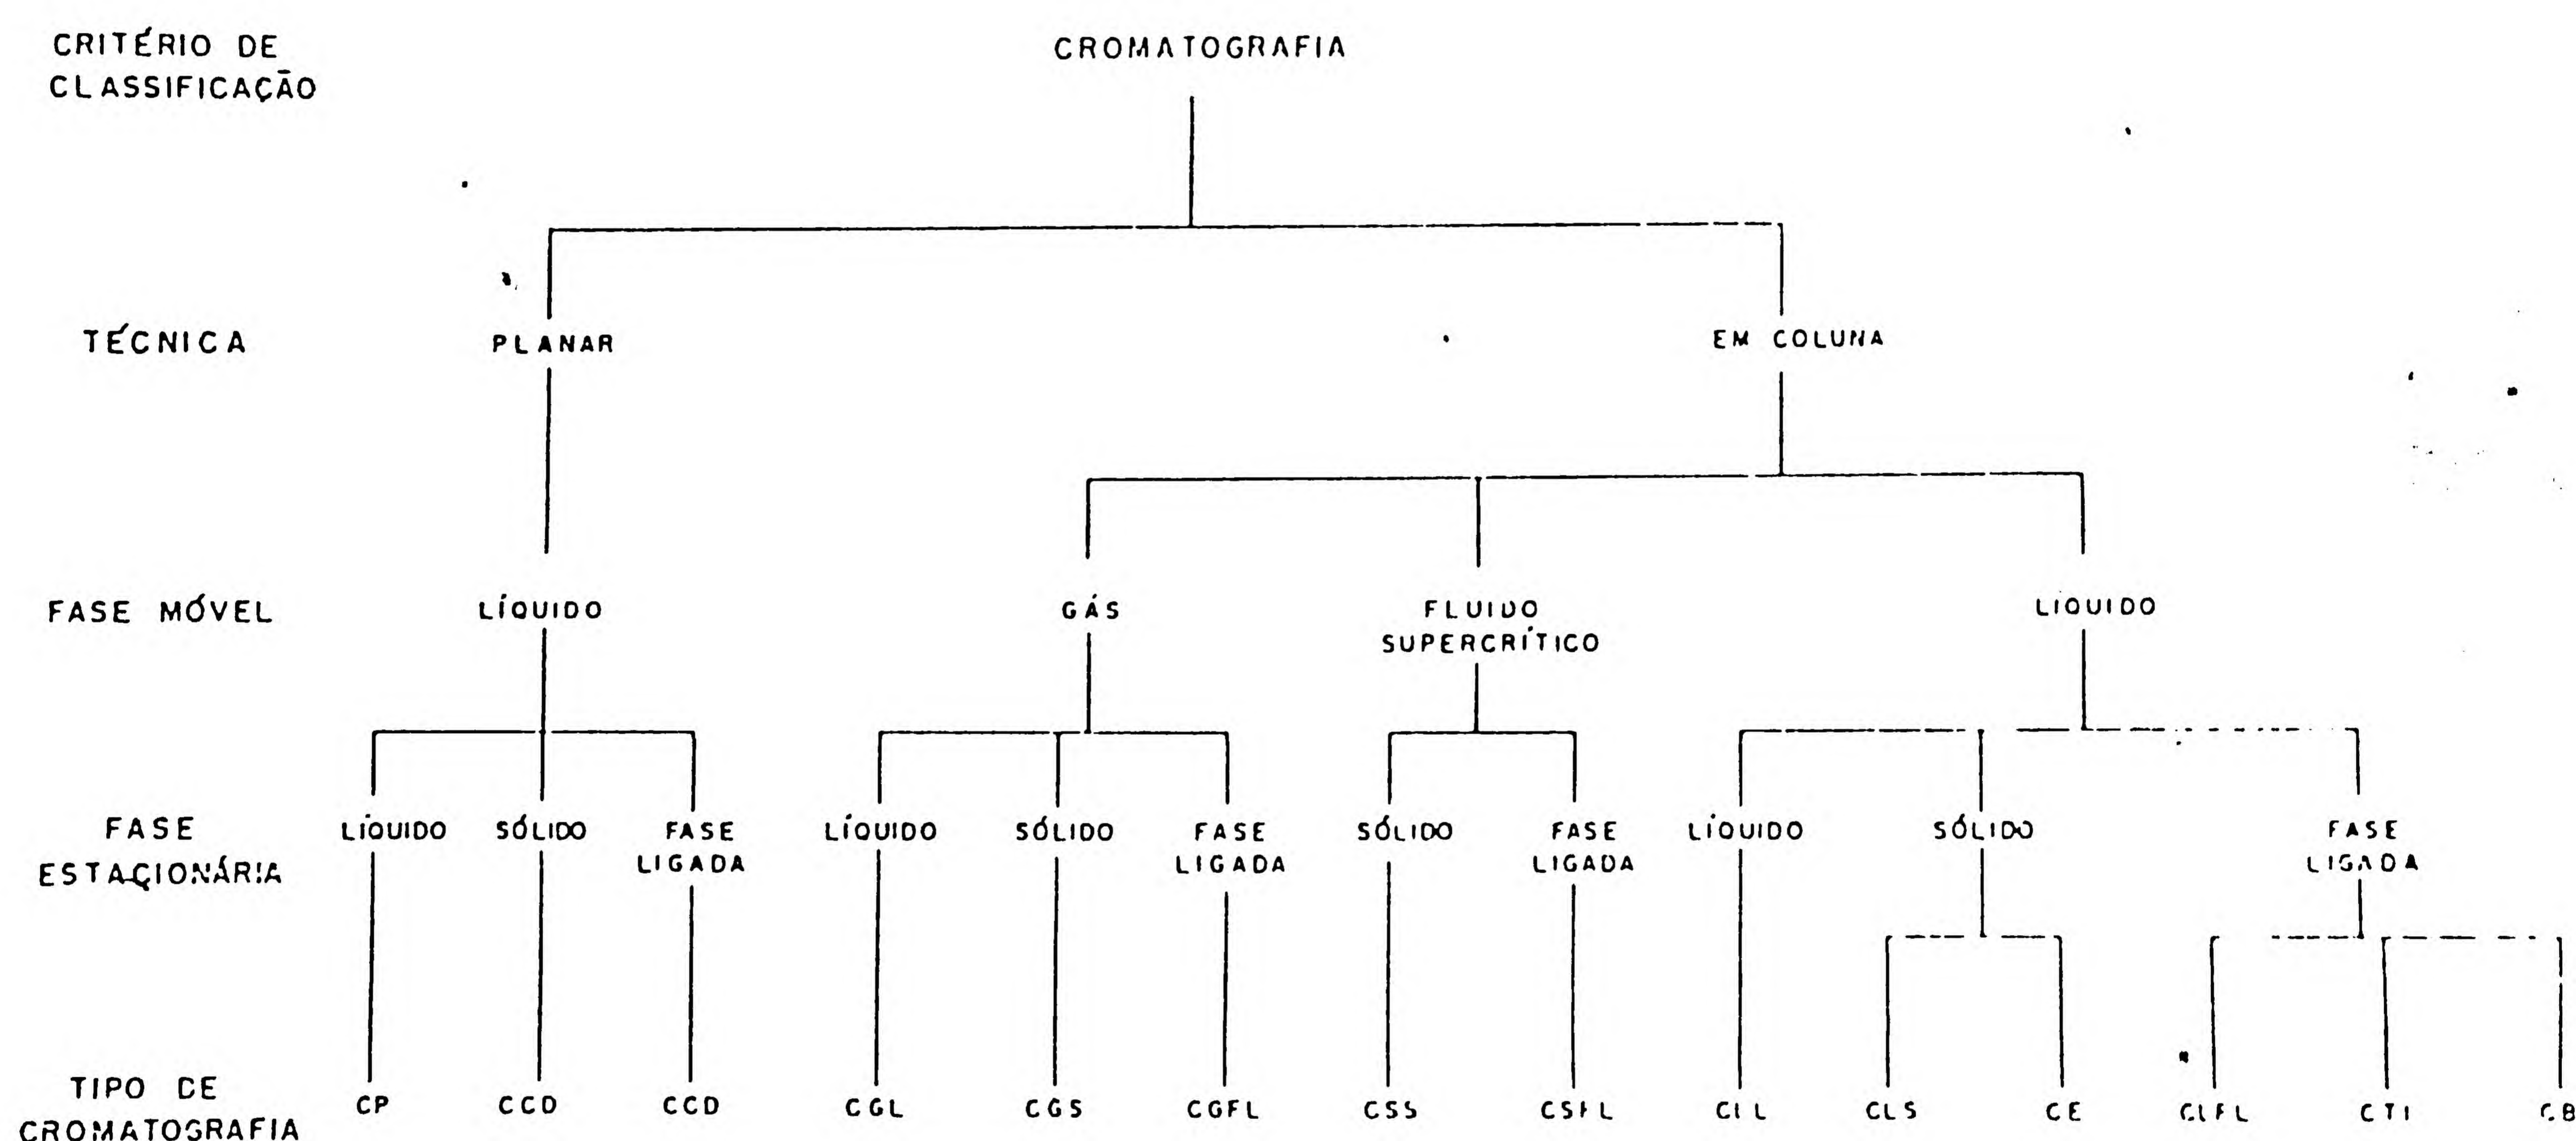 CRITÉRIO DE
CLASSIFICAÇÃO
CROMATOGRAFIA
TÉCNICA
PLANAR
EM COLUNA
FASE MÓVEL
LÍQUIDO
GÁS
FLUIDO
SUPERCRÍTICO
LIQUIDO
FASE
ESTACIONÁRIA
LÍQUIDO
SÓLIDO
FASE
LIGADA
LÍQUIDO
SÓLIDO
FASE
LIGADA
SÓLIDO
FASE
LIGADA
LÍQUIDO
SÓLIDO
FASE
LIGADA
TIPO DE
CROMATOGRAFIA
CP
CCD
CCD
CGL
CGS
CGFL
CSS
CSFL
CLL
CLS
CE
CLFL
CTI
CB